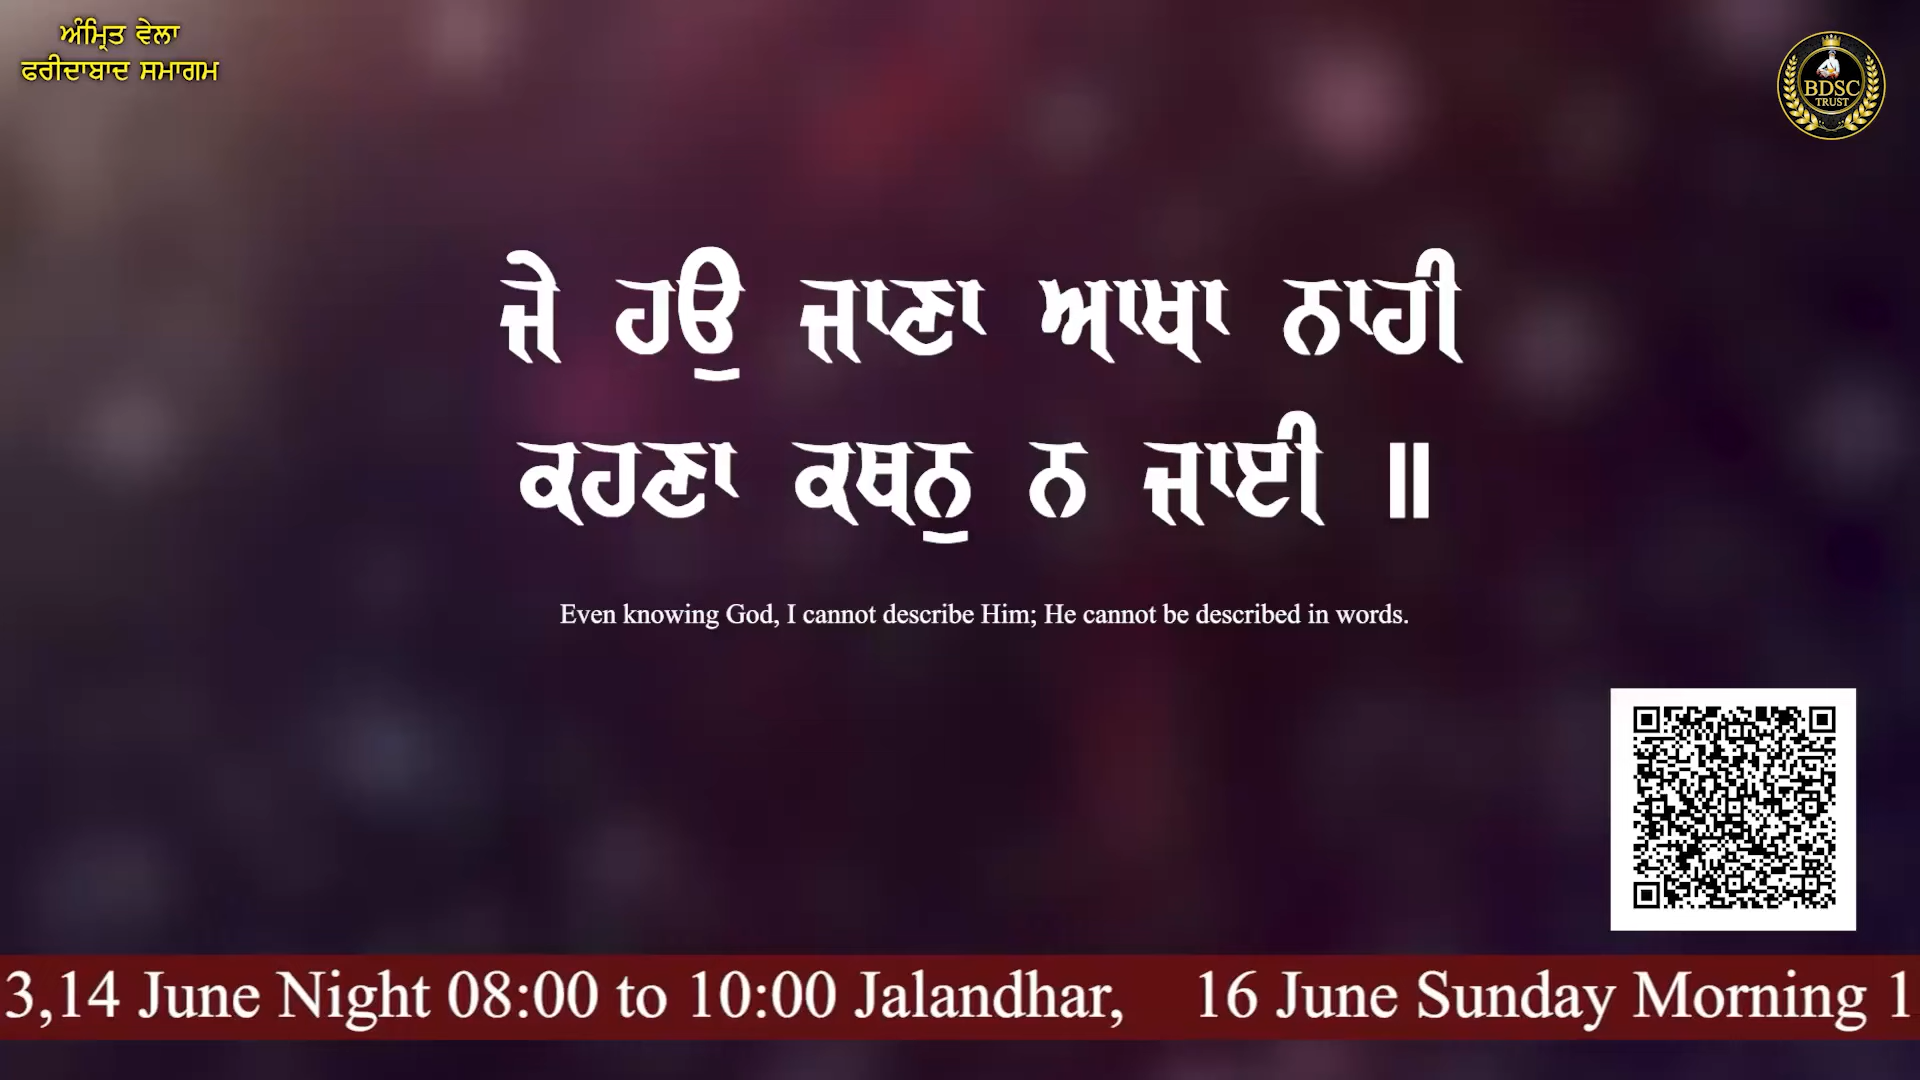 ਅੰਮ੍ਰਿਤ ਵੇਲਾ
ਫਰੀਦਾਬਾਦ ਸਮਾਗਮ
BDSC
TRUST
ਜੇ ਹਉ ਜਾਣਾ ਆਖਾ ਨਾਹੀ
ਕਹਣਾ ਕਥਨੁ ਨ ਜਾਈ ॥
Even knowing God, I cannot describe Him; He cannot be described in words.
3,14 June Night 08:00 to 10:00 Jalandhar, 16 June Sunday Morning 1